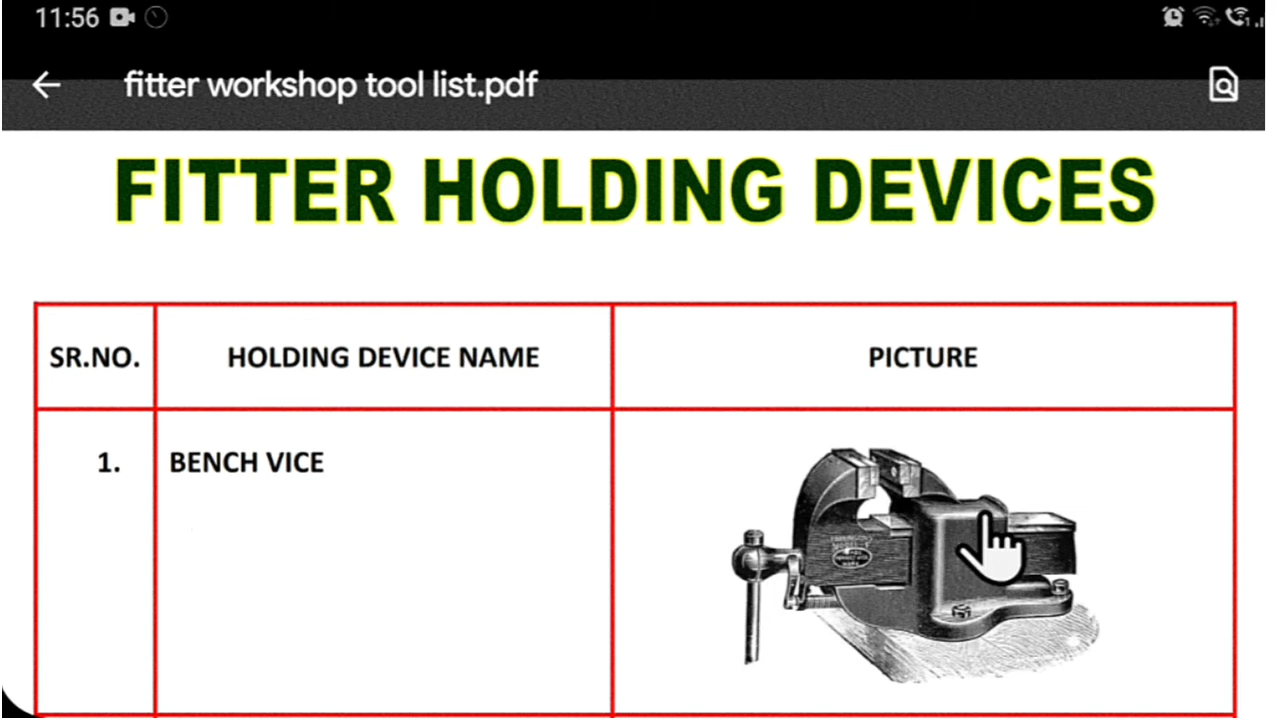 11:56
fitter workshop tool list.pdf
FITTER HOLDING DEVICES
SR.NO. HOLDING DEVICE NAME PICTURE
1. BENCH VICE